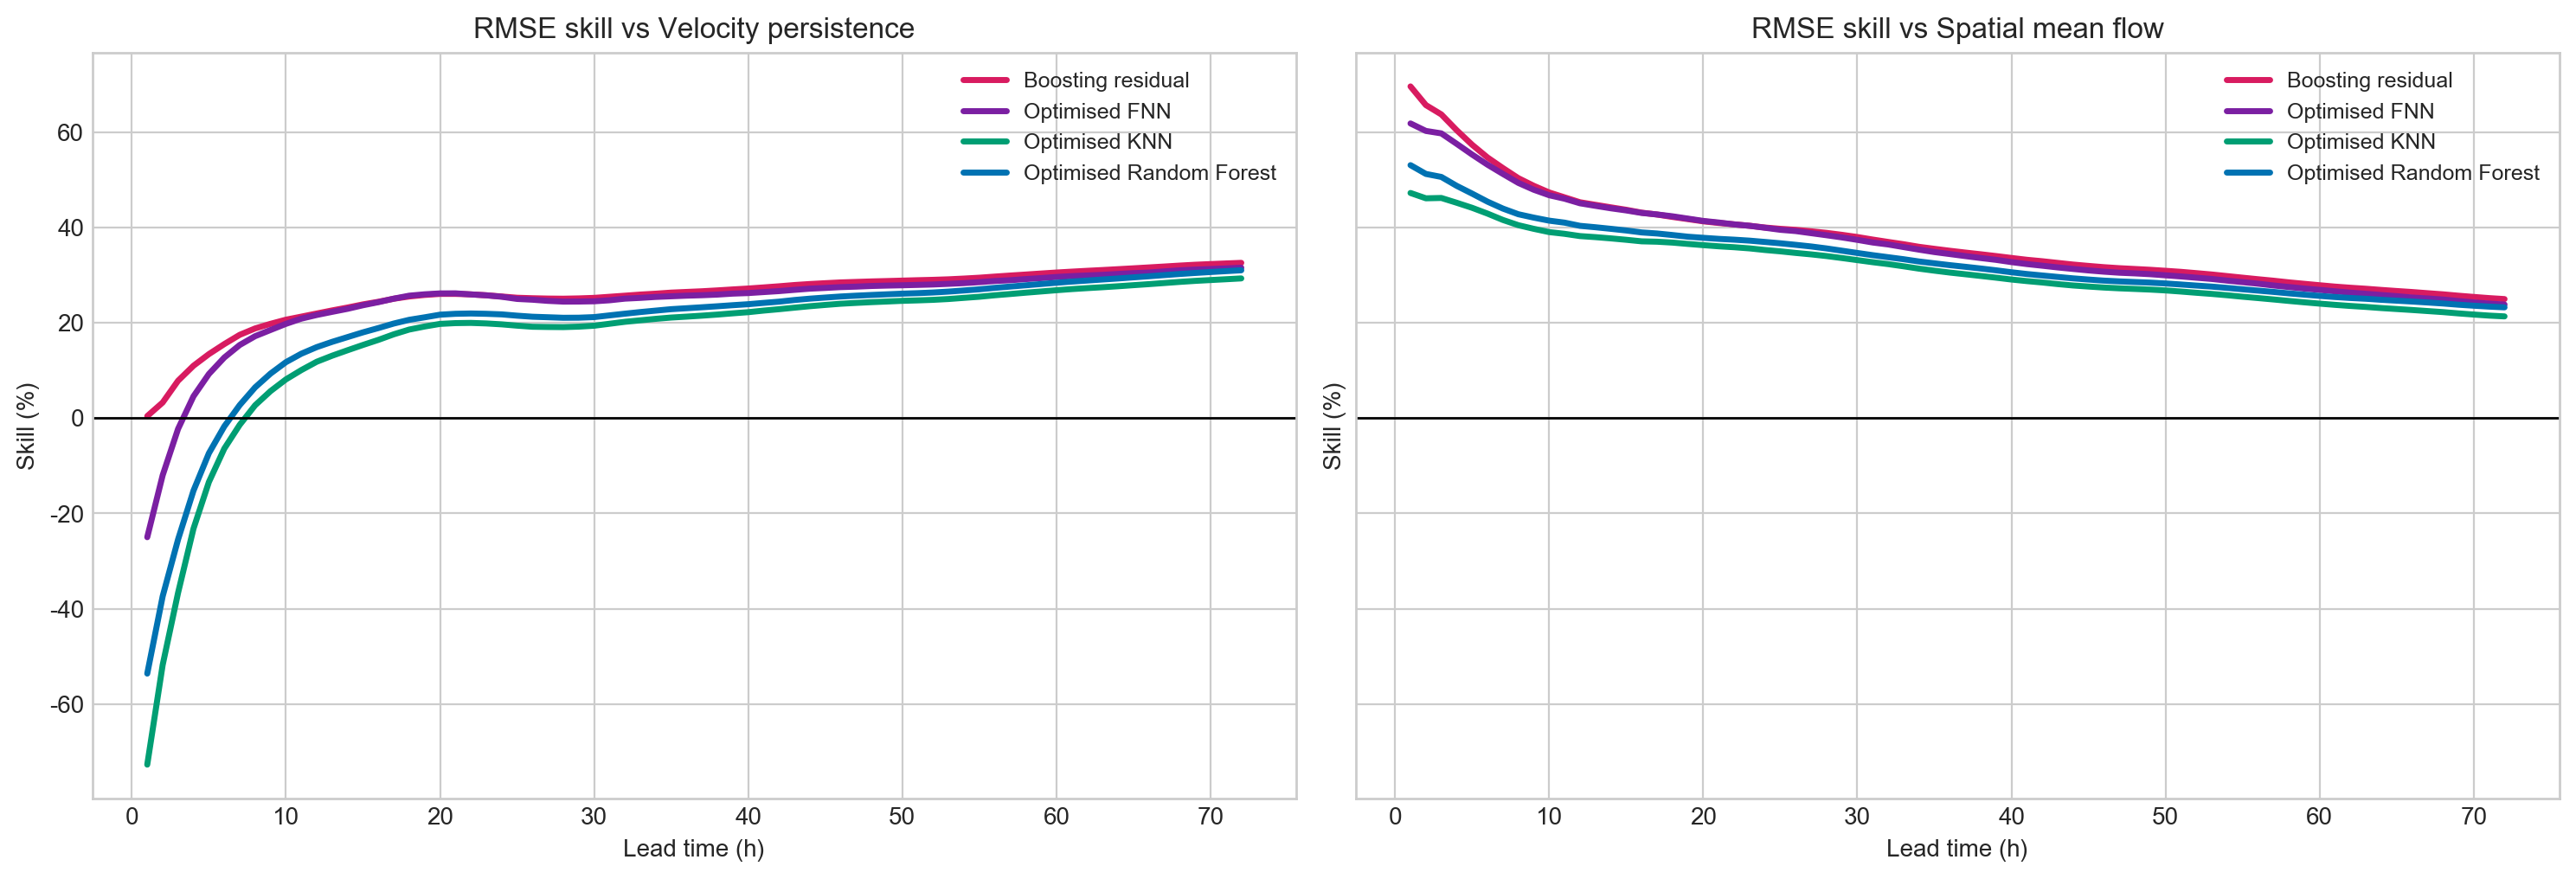 RMSE skill vs Velocity persistence
Boosting residual
Optimised FNN
Optimised KNN
Optimised Random Forest
60
40
20
0
-20
-40
-60
Skill (%)
0 10 20 30 40 50 60 70
Lead time (h)
RMSE skill vs Spatial mean flow
Boosting residual
Optimised FNN
Optimised KNN
Optimised Random Forest
Skill (%)
0 10 20 30 40 50 60 70
Lead time (h)